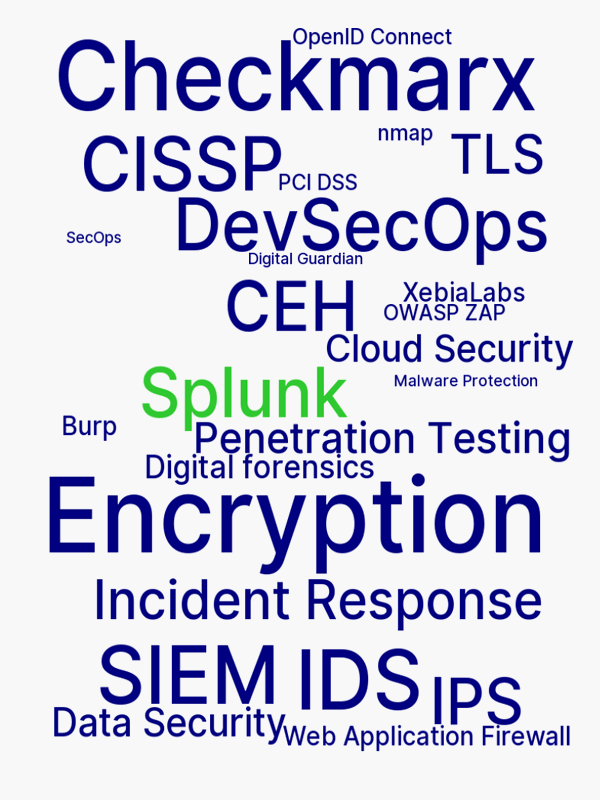 OpenID Connect
Checkmarx
nmap
TLS
CISSP
PCI DSS
DevSecOps
SecOps
Digital Guardian
CEH
XebiaLabs
OWASP ZAP
Cloud Security
Splunk
Malware Protection
Burp
Penetration Testing
Digital forensics
Encryption
Incident Response
SIEM
IDS
IPS
Data Security
Web Application Firewall